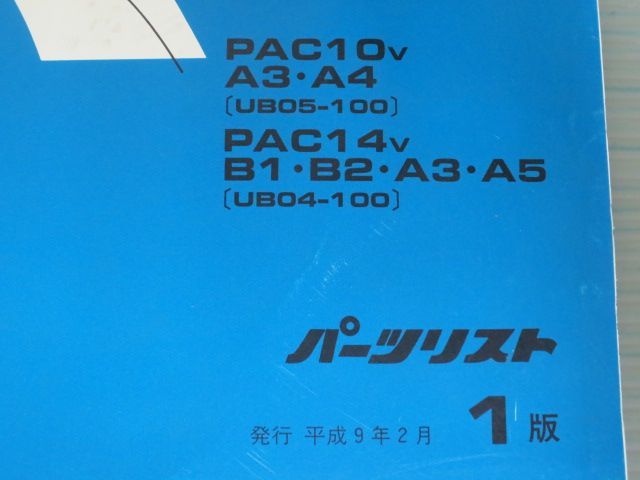 PAC10V
A3・A4
〔UB05-100〕
PAC14V
B1・B2・A3・A5
〔UB04-100〕
パーツリスト
発行 平成9年2月 1版